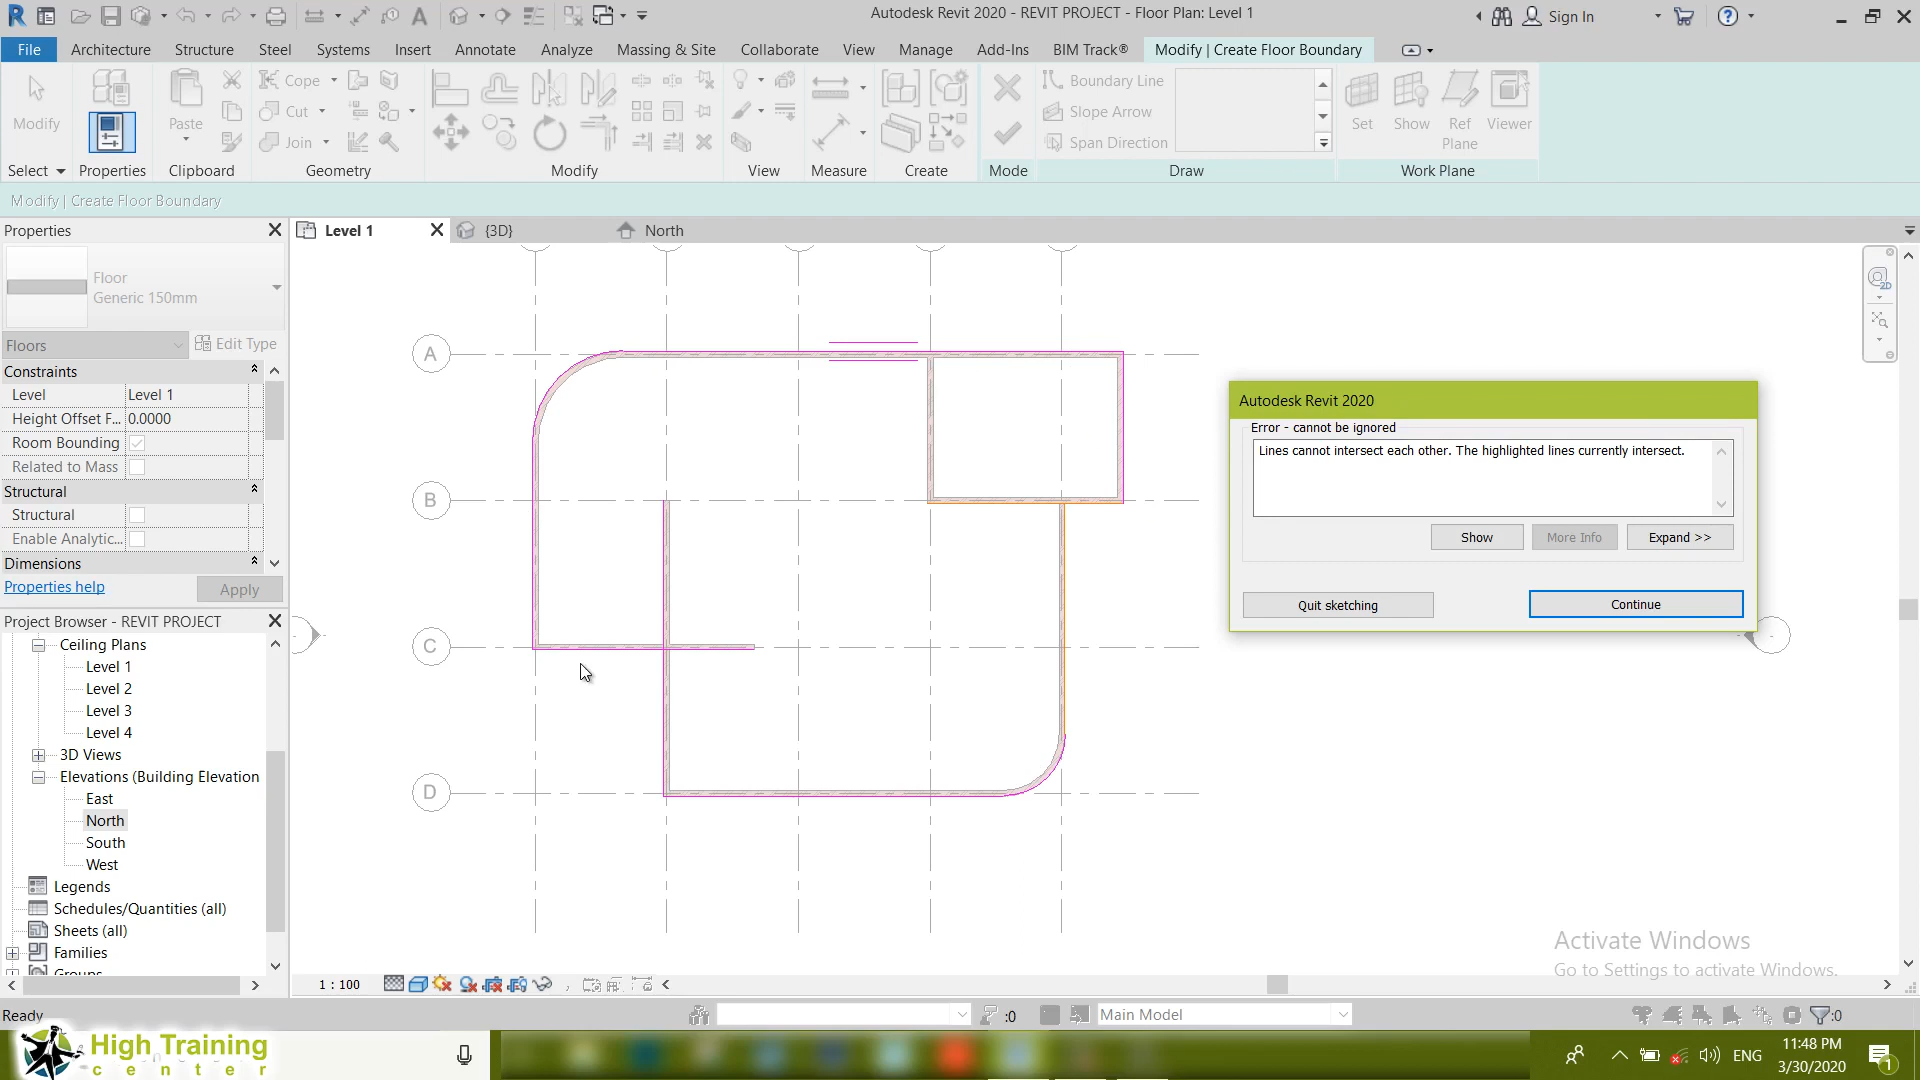 Autodesk Revit 2020 - REVIT PROJECT - Floor Plan: Level 1
Sign In
File
Architecture
Structure
Steel
Systems
Insert
Annotate
Analyze
Massing & Site
Collaborate
View
Manage
Add-Ins
BIM Track®
Modify | Create Floor Boundary
Modify
Paste
Cope
Cut
Join
Boundary Line
Slope Arrow
Span Direction
Set
Show
Ref
Plane
Viewer
Select
Properties
Clipboard
Geometry
Modify
View
Measure
Create
Mode
Draw
Work Plane
Modify | Create Floor Boundary
Properties
Level 1
{3D}
North
Floor
Generic 150mm
Floors
Edit Type
Constraints
Level
Level 1
Height Offset F...
0.0000
Room Bounding
Related to Mass
Structural
Structural
Enable Analytic...
Dimensions
Properties help
Apply
Project Browser - REVIT PROJECT
Ceiling Plans
Level 1
Level 2
Level 3
Level 4
3D Views
Elevations (Building Elevation
East
North
South
West
Legends
Schedules/Quantities (all)
Sheets (all)
Families
Groups
A
B
C
D
2D
Autodesk Revit 2020
Error - cannot be ignored
Lines cannot intersect each other. The highlighted lines currently intersect.
Show
More Info
Expand >>
Quit sketching
Continue
Activate Windows
Go to Settings to activate Windows.
1 : 100
Ready
:0
Main Model
:0
High Training
center
ENG
11:48 PM
3/30/2020
1